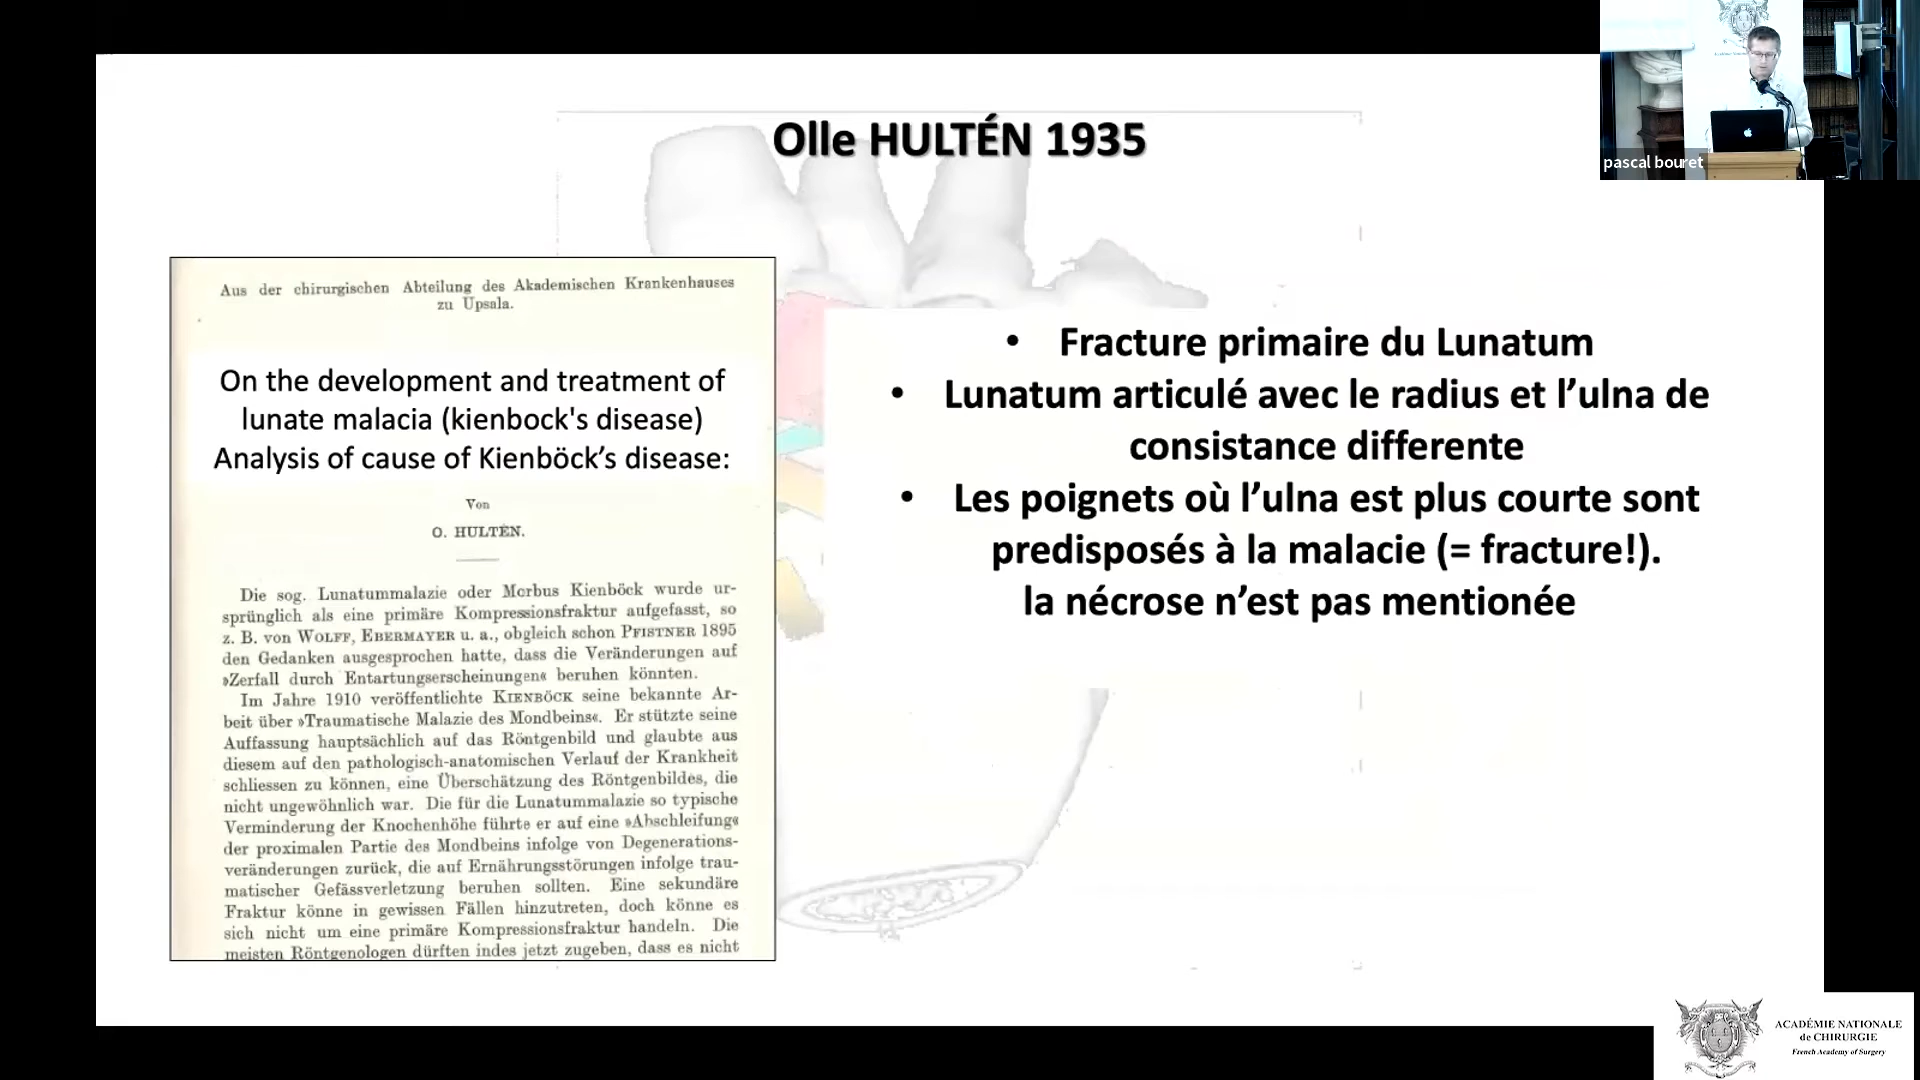 pascal bouret
Olle HULTÉN 1935
Aus der chirurgischen Abteilung des Akademischen Krankenhauses
zu Upsala.
On the development and treatment of
lunate malacia (kienbock's disease)
Analysis of cause of Kienböck’s disease:
Von
O. HULTÉN.
Die sog. Lunatummalazie oder Morbus Kienböck wurde ur-
sprünglich als eine primäre Kompressionsfraktur aufgefasst, so
z. B. von WOLFF, EBERMAYER u. a., obgleich schon PFISTNER 1895
den Gedanken ausgesprochen hatte, dass die Veränderungen auf
»Zerfall durch Entartungserscheinungen« beruhen könnten.
Im Jahre 1910 veröffentlichte KIENBÖCK seine bekannte Ar-
beit über »Traumatische Malazie des Mondbeins«. Er stützte seine
Auffassung hauptsächlich auf das Röntgenbild und glaubte aus
diesem auf den pathologisch-anatomischen Verlauf der Krankheit
schliessen zu können, eine Überschätzung des Röntgenbildes, die
nicht ungewöhnlich war. Die für die Lunatummalazie so typische
Verminderung der Knochenhöhe führte er auf eine »Abschleifung«
der proximalen Partie des Mondbeins infolge von Degenerations-
veränderungen zurück, die auf Ernährungsstörungen infolge trau-
matischer Gefässverletzung beruhen sollten. Eine sekundäre
Fraktur könne in gewissen Fällen hinzutreten, doch könne es
sich nicht um eine primäre Kompressionsfraktur handeln. Die
meisten Röntgenologen dürften indes jetzt zugeben, dass es nicht
• Fracture primaire du Lunatum
• Lunatum articulé avec le radius et l’ulna de
consistance differente
• Les poignets où l’ulna est plus courte sont
predisposés à la malacie (= fracture!).
la nécrose n’est pas mentionée
ACADÉMIE NATIONALE
de CHIRURGIE
French Academy of Surgery